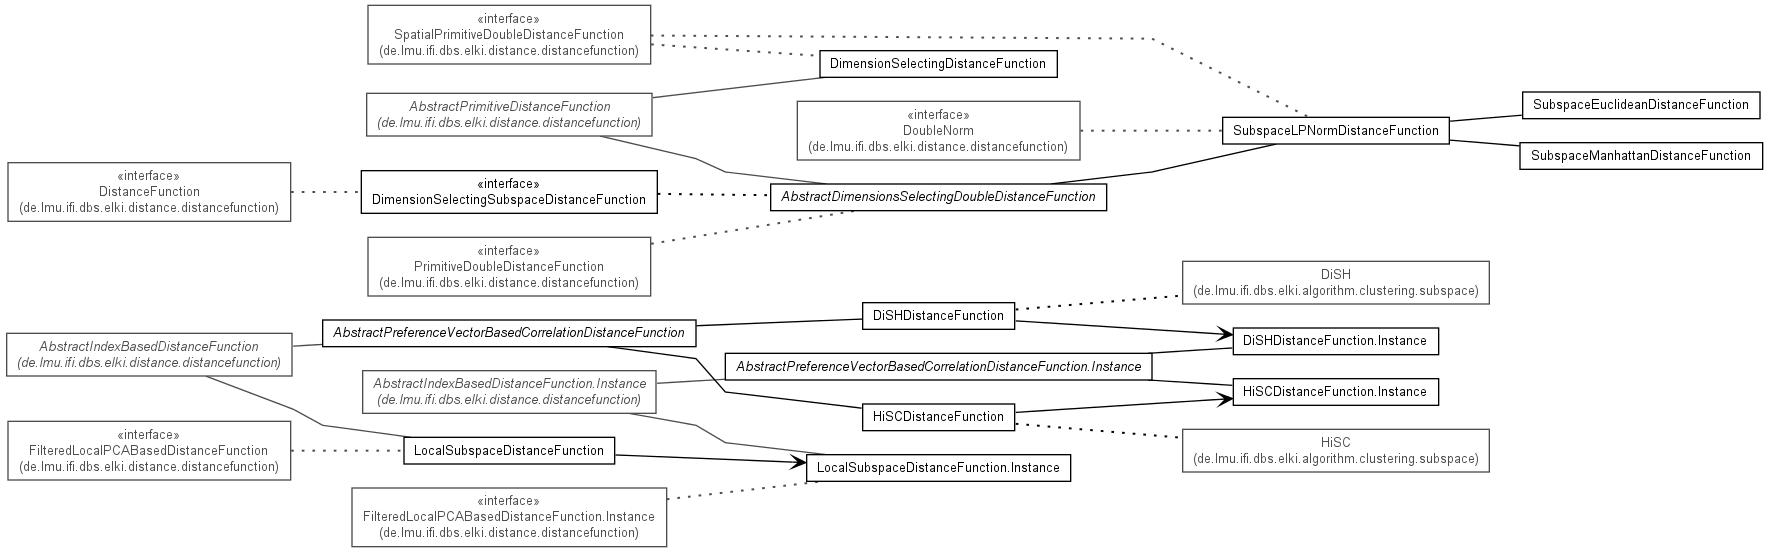 «interface»
SpatialPrimitiveDoubleDistanceFunction
(de.lmu.ifi.dbs.elki.distance.distancefunction)
DimensionSelectingDistanceFunction
AbstractPrimitiveDistanceFunction
(de.lmu.ifi.dbs.elki.distance.distancefunction)
«interface»
DoubleNorm
(de.lmu.ifi.dbs.elki.distance.distancefunction)
SubspaceLPNormDistanceFunction
SubspaceEuclideanDistanceFunction
SubspaceManhattanDistanceFunction
«interface»
DistanceFunction
(de.lmu.ifi.dbs.elki.distance.distancefunction)
«interface»
DimensionSelectingSubspaceDistanceFunction
AbstractDimensionsSelectingDoubleDistanceFunction
«interface»
PrimitiveDoubleDistanceFunction
(de.lmu.ifi.dbs.elki.distance.distancefunction)
DiSH
(de.lmu.ifi.dbs.elki.algorithm.clustering.subspace)
DiSHDistanceFunction
AbstractPreferenceVectorBasedCorrelationDistanceFunction
DiSHDistanceFunction.Instance
AbstractIndexBasedDistanceFunction
(de.lmu.ifi.dbs.elki.distance.distancefunction)
AbstractPreferenceVectorBasedCorrelationDistanceFunction.Instance
AbstractIndexBasedDistanceFunction.Instance
(de.lmu.ifi.dbs.elki.distance.distancefunction)
HiSCDistanceFunction.Instance
HiSCDistanceFunction
HiSC
(de.lmu.ifi.dbs.elki.algorithm.clustering.subspace)
«interface»
FilteredLocalPCABasedDistanceFunction
(de.lmu.ifi.dbs.elki.distance.distancefunction)
LocalSubspaceDistanceFunction
LocalSubspaceDistanceFunction.Instance
«interface»
FilteredLocalPCABasedDistanceFunction.Instance
(de.lmu.ifi.dbs.elki.distance.distancefunction)